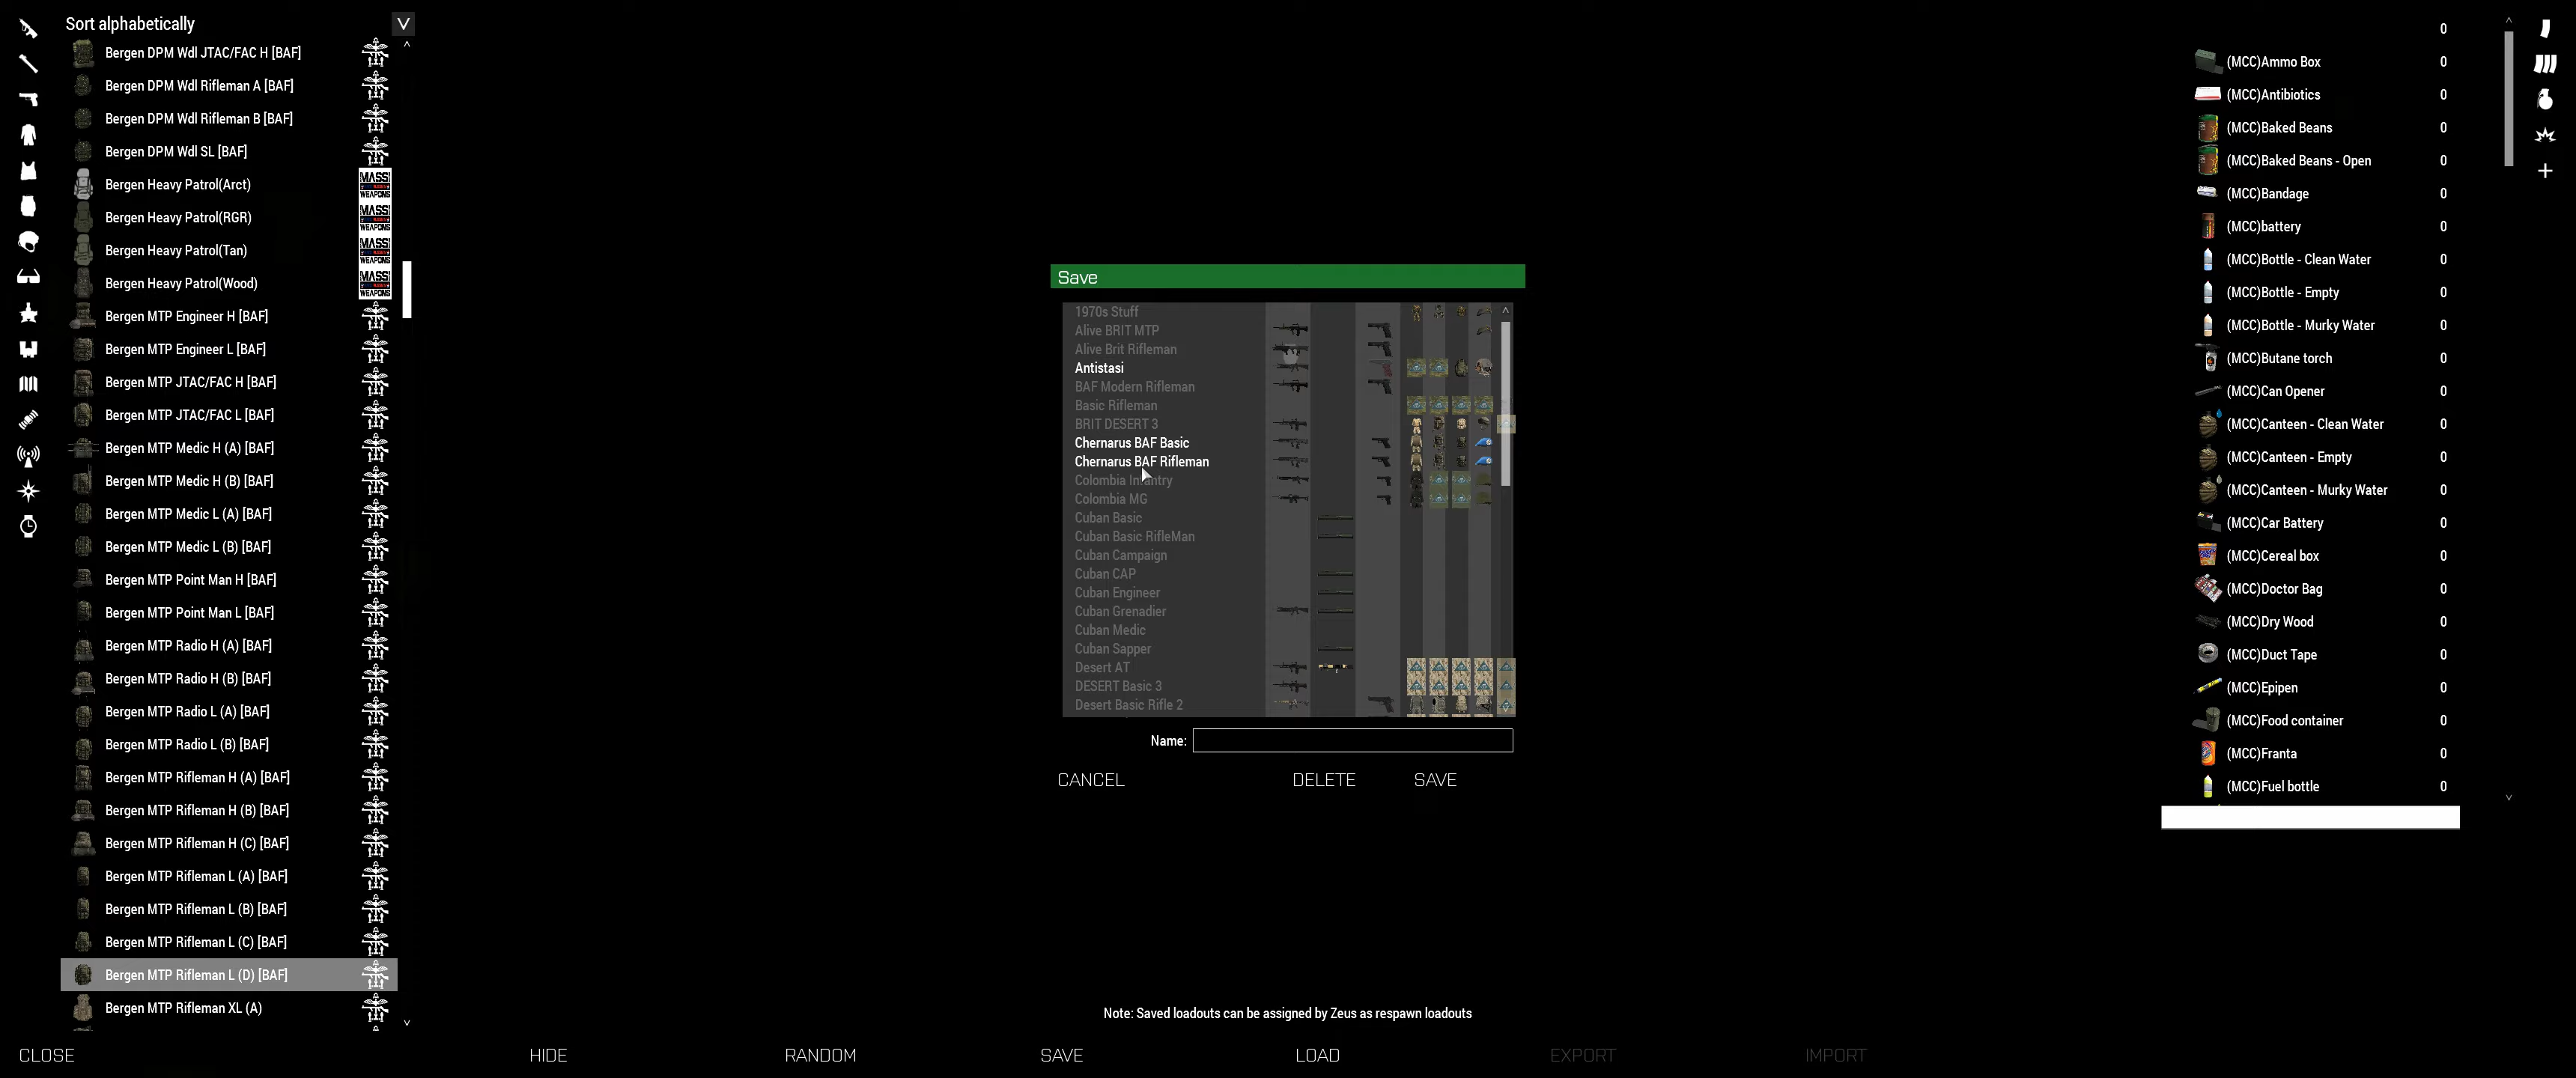 Sort alphabetically
V
Bergen DPM Wdl JTAC/FAC H [BAF]
Bergen DPM Wdl Rifleman A [BAF]
Bergen DPM Wdl Rifleman B [BAF]
Bergen DPM Wdl SL [BAF]
Bergen Heavy Patrol(Arct)
MASS
WEAPONS
Bergen Heavy Patrol(RGR)
MASS
WEAPONS
Bergen Heavy Patrol(Tan)
MASS
WEAPONS
Bergen Heavy Patrol(Wood)
MASS
WEAPONS
Bergen MTP Engineer H [BAF]
Bergen MTP Engineer L [BAF]
Bergen MTP JTAC/FAC H [BAF]
Bergen MTP JTAC/FAC L [BAF]
Bergen MTP Medic H (A) [BAF]
Bergen MTP Medic H (B) [BAF]
Bergen MTP Medic L (A) [BAF]
Bergen MTP Medic L (B) [BAF]
Bergen MTP Point Man H [BAF]
Bergen MTP Point Man L [BAF]
Bergen MTP Radio H (A) [BAF]
Bergen MTP Radio H (B) [BAF]
Bergen MTP Radio L (A) [BAF]
Bergen MTP Radio L (B) [BAF]
Bergen MTP Rifleman H (A) [BAF]
Bergen MTP Rifleman H (B) [BAF]
Bergen MTP Rifleman H (C) [BAF]
Bergen MTP Rifleman L (A) [BAF]
Bergen MTP Rifleman L (B) [BAF]
Bergen MTP Rifleman L (C) [BAF]
Bergen MTP Rifleman L (D) [BAF]
Bergen MTP Rifleman XL (A)
Save
1970s Stuff
Alive BRIT MTP
Alive Brit Rifleman
Antistasi
BAF Modern Rifleman
Basic Rifleman
BRIT DESERT 3
Chernarus BAF Basic
Chernarus BAF Rifleman
Colombia Infantry
Colombia MG
Cuban Basic
Cuban Basic RifleMan
Cuban Campaign
Cuban CAP
Cuban Engineer
Cuban Grenadier
Cuban Medic
Cuban Sapper
Desert AT
DESERT Basic 3
Desert Basic Rifle 2
Name:
CANCEL DELETE SAVE
Note: Saved loadouts can be assigned by Zeus as respawn loadouts
0
(MCC)Ammo Box 0
(MCC)Antibiotics 0
(MCC)Baked Beans 0
(MCC)Baked Beans - Open 0
(MCC)Bandage 0
(MCC)battery 0
(MCC)Bottle - Clean Water 0
(MCC)Bottle - Empty 0
(MCC)Bottle - Murky Water 0
(MCC)Butane torch 0
(MCC)Can Opener 0
(MCC)Canteen - Clean Water 0
(MCC)Canteen - Empty 0
(MCC)Canteen - Murky Water 0
(MCC)Car Battery 0
(MCC)Cereal box 0
(MCC)Doctor Bag 0
(MCC)Dry Wood 0
(MCC)Duct Tape 0
(MCC)Epipen 0
(MCC)Food container 0
(MCC)Franta 0
(MCC)Fuel bottle 0
CLOSE HIDE RANDOM SAVE LOAD EXPORT IMPORT